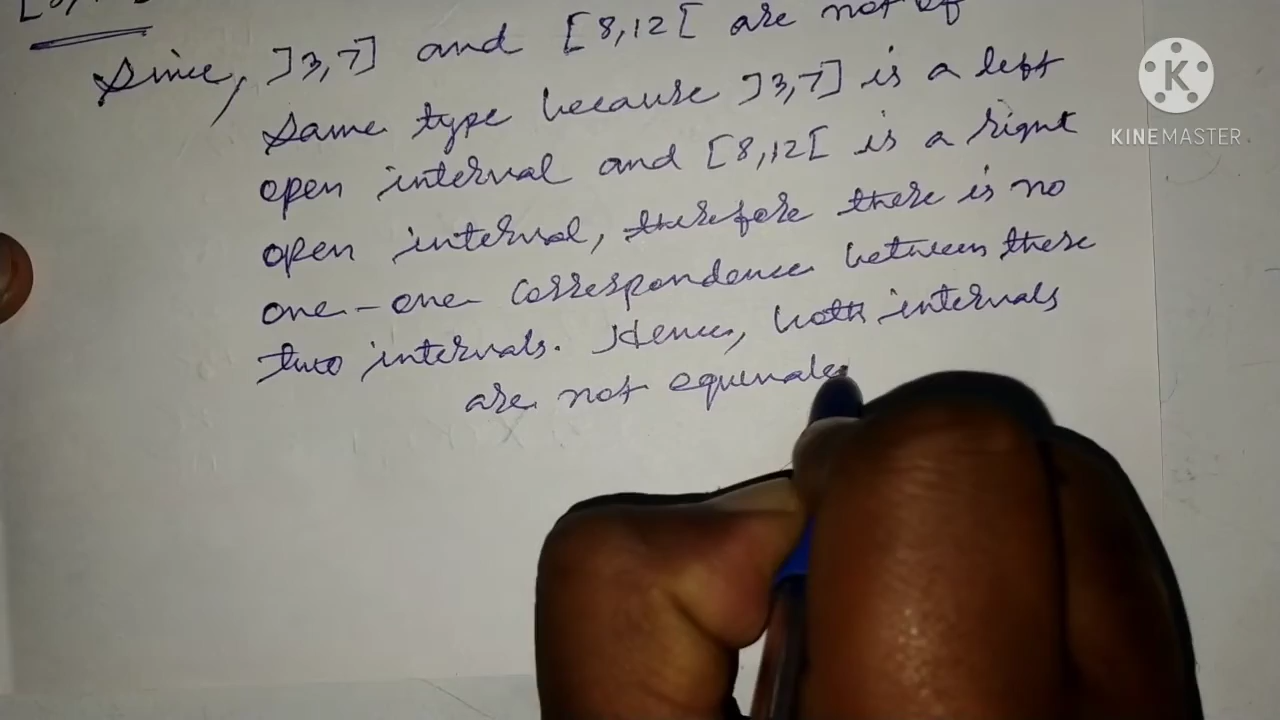 Since, ]3,7] and [8,12[ are not of
same type because ]3,7] is a left
open interval and [8,12[ is a right
open interval, therefore there is no
one-one correspondence between these
two intervals. Hence, both intervals
are not equivale
K
KINEMASTER